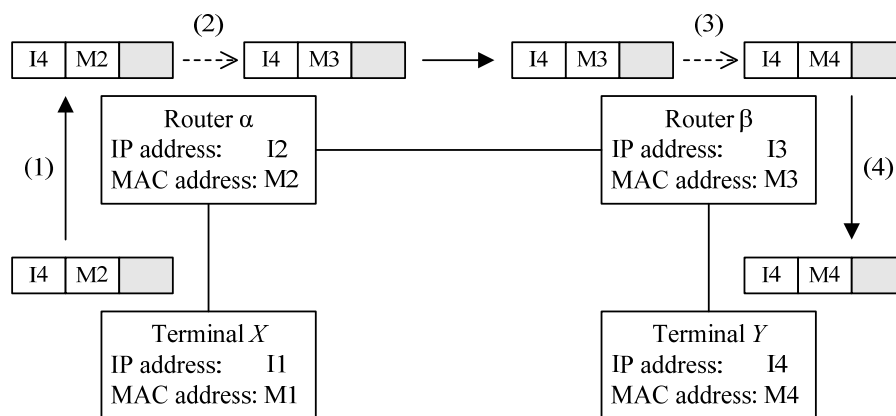 (2)
(3)
I4 M2
I4 M3
I4 M3
I4 M4
Router α
IP address: I2
MAC address: M2
Router β
IP address: I3
MAC address: M3
(1)
(4)
I4 M2
I4 M4
Terminal X
IP address: I1
MAC address: M1
Terminal Y
IP address: I4
MAC address: M4